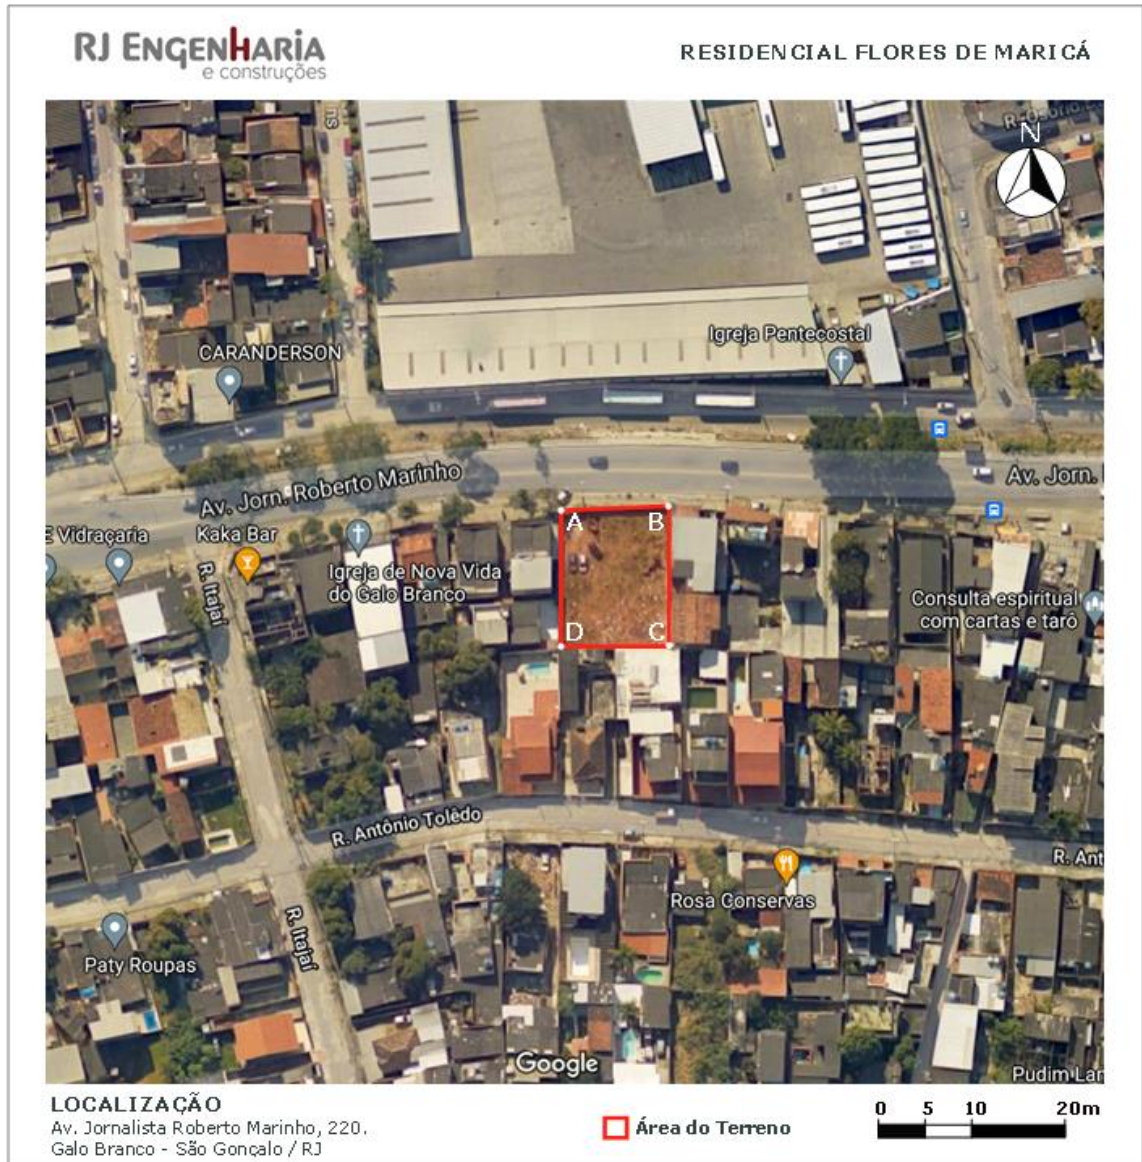 RJ ENGENHARIA
e construções
RESIDENCIAL FLORES DE MARICÁ
N
Igreja Pentecostal
CARANDERSON
Av. Jorn. Roberto Marinho
Av. Jorn.
E Vidraçaria
Kaka Bar
A
B
R. Itajaí
Igreja de Nova Vida
do Galo Branco
Consulta espiritual
com cartas e tarô
D
C
R. Antônio Tolêdo
R. Ant
Rosa Conservas
R. Itajaí
Paty Roupas
Google
Pudim Lar
LOCALIZAÇÃO
Av. Jornalista Roberto Marinho, 220.
Galo Branco - São Gonçalo / RJ
Área do Terreno
0 5 10 20m